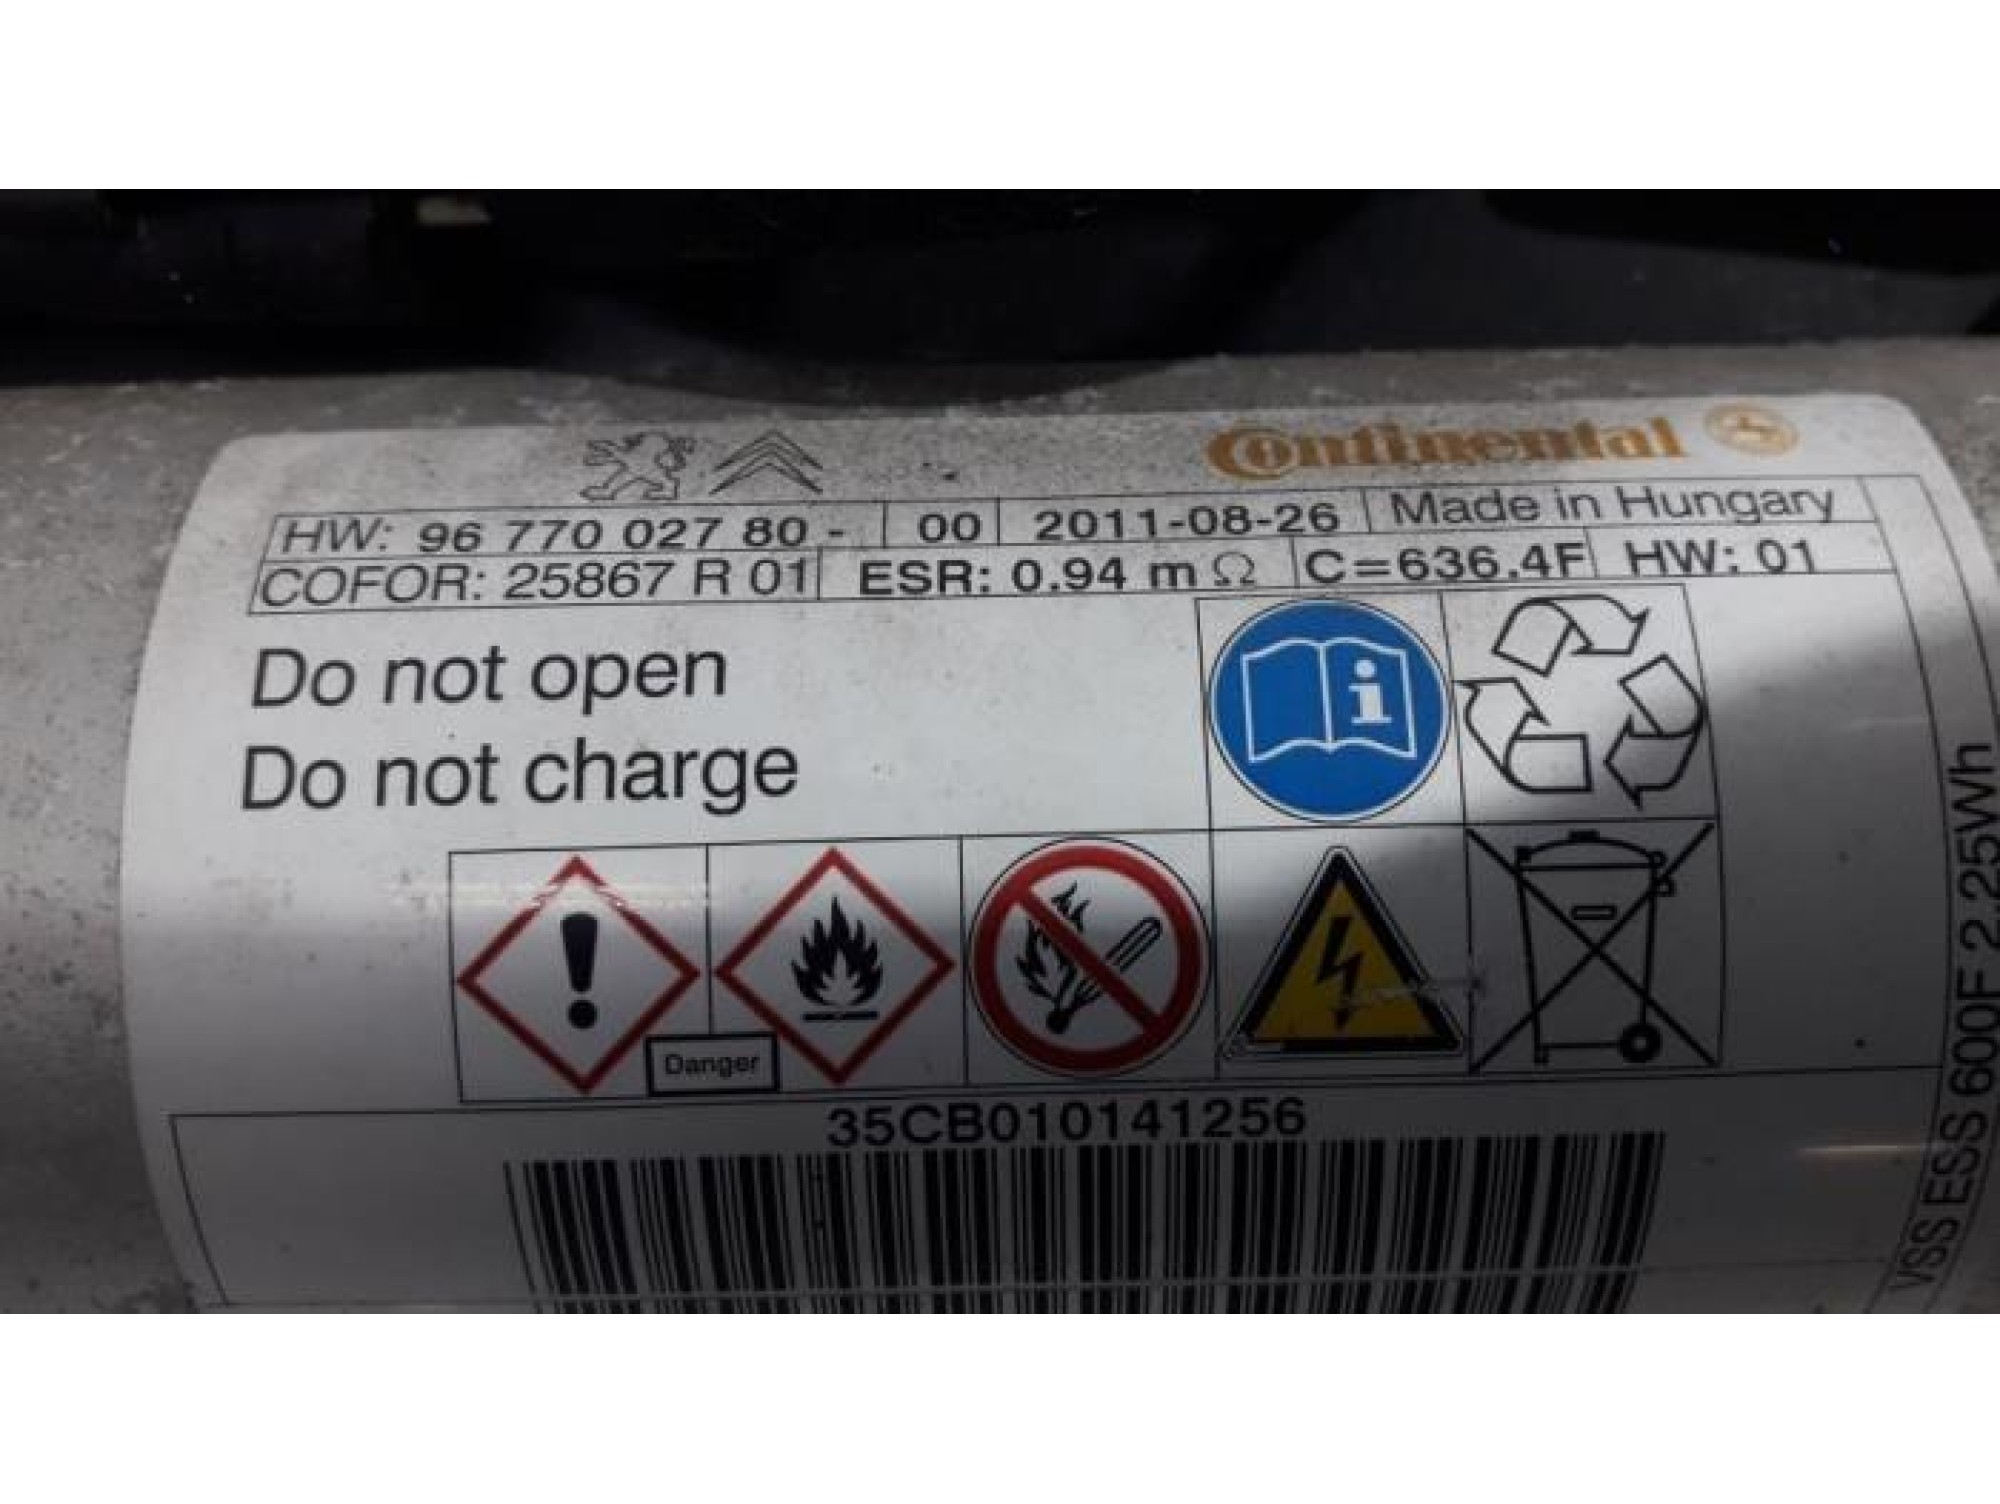 Continental
HW: 96 770 027 80 - 00 2011-08-26 Made in Hungary
COFOR: 25867 R 01 ESR: 0.94 m Ω C=636.4F HW: 01
Do not open
Do not charge
Danger
35CB010141256
VSS ESS 600F 2.25Wh